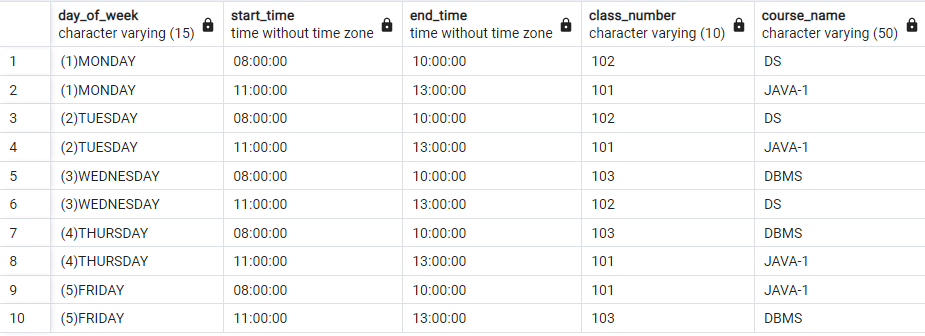 day_of_week start_time end_time class_number course_name
character varying (15) time without time zone time without time zone character varying (10) character varying (50)
1 (1)MONDAY 08:00:00 10:00:00 102 DS
2 (1)MONDAY 11:00:00 13:00:00 101 JAVA-1
3 (2)TUESDAY 08:00:00 10:00:00 102 DS
4 (2)TUESDAY 11:00:00 13:00:00 101 JAVA-1
5 (3)WEDNESDAY 08:00:00 10:00:00 103 DBMS
6 (3)WEDNESDAY 11:00:00 13:00:00 102 DS
7 (4)THURSDAY 08:00:00 10:00:00 103 DBMS
8 (4)THURSDAY 11:00:00 13:00:00 101 JAVA-1
9 (5)FRIDAY 08:00:00 10:00:00 101 JAVA-1
10 (5)FRIDAY 11:00:00 13:00:00 103 DBMS